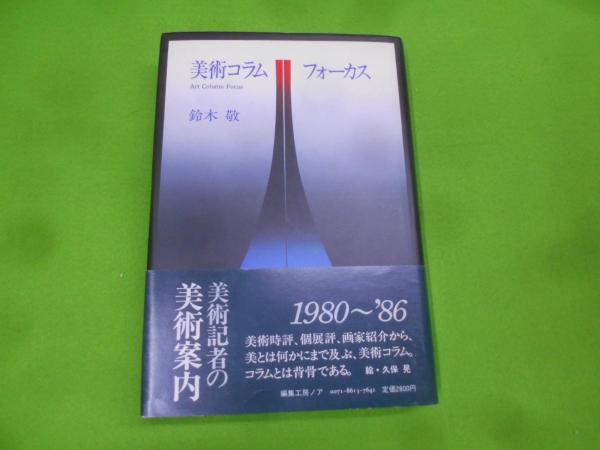 美術コラム フォーカス
Art Column Focus
鈴木 敬
美術記者の
美術案内
1980〜'86
美術時評、個展評、画家紹介から、
美とは何かにまで及ぶ、美術コラム。
コラムとは背骨である。 絵・久保 晃
編集工房ノア 0071-8613-7641 定価2800円